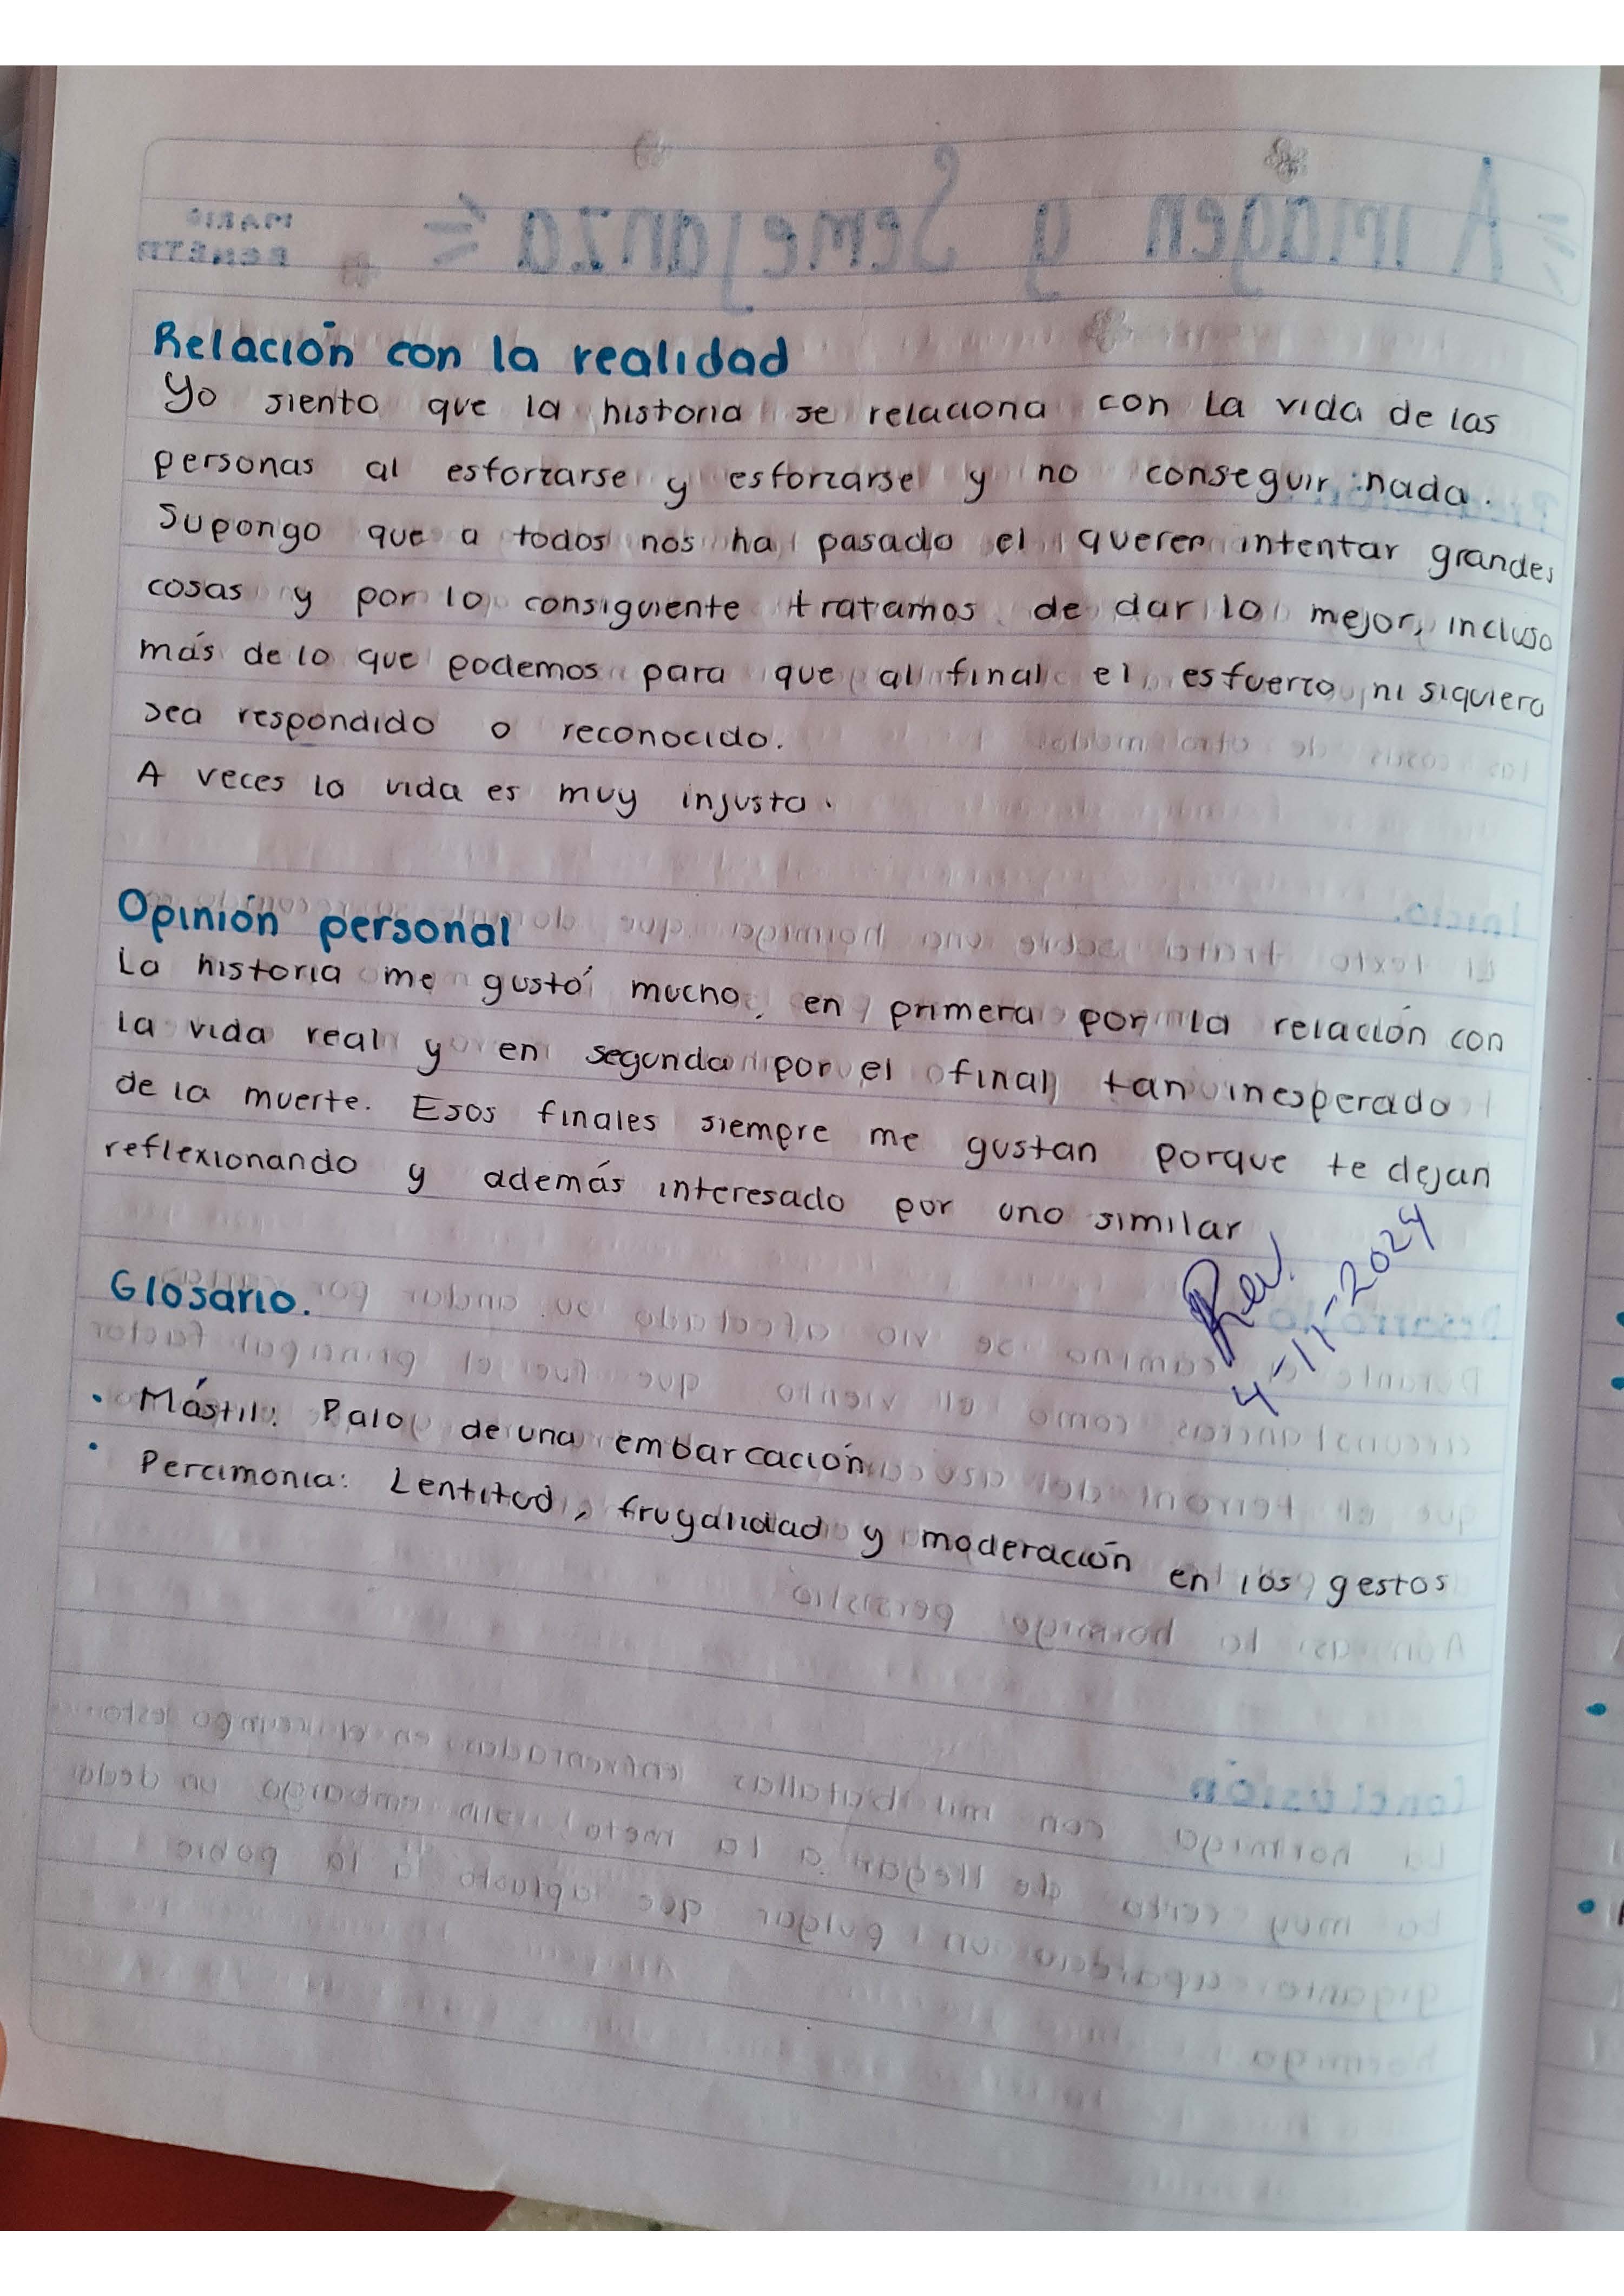 Relación con la realidad
Yo siento que la historia se relaciona con la vida de las
personas al esforzarse y esforzarse y no conseguir nada.
Supongo que a todos nos ha pasado el querer intentar grandes
cosas y por lo consiguiente tratamos de dar lo mejor, incluso
más de lo que podemos para que al final el esfuerzo ni siquiera
sea respondido o reconocido.
A veces la vida es muy injusta.
Opinión personal
La historia me gustó mucho, en primera por la relación con
la vida real y en segunda por el final tan inesperado
de la muerte. Esos finales siempre me gustan porque te dejan
reflexionando y además interesado por uno similar
Rev.
4-11-2024
Glosario.
• Mástil: Palo de una embarcación
• Percimonia: Lentitud, frugalidad y moderación en los gestos